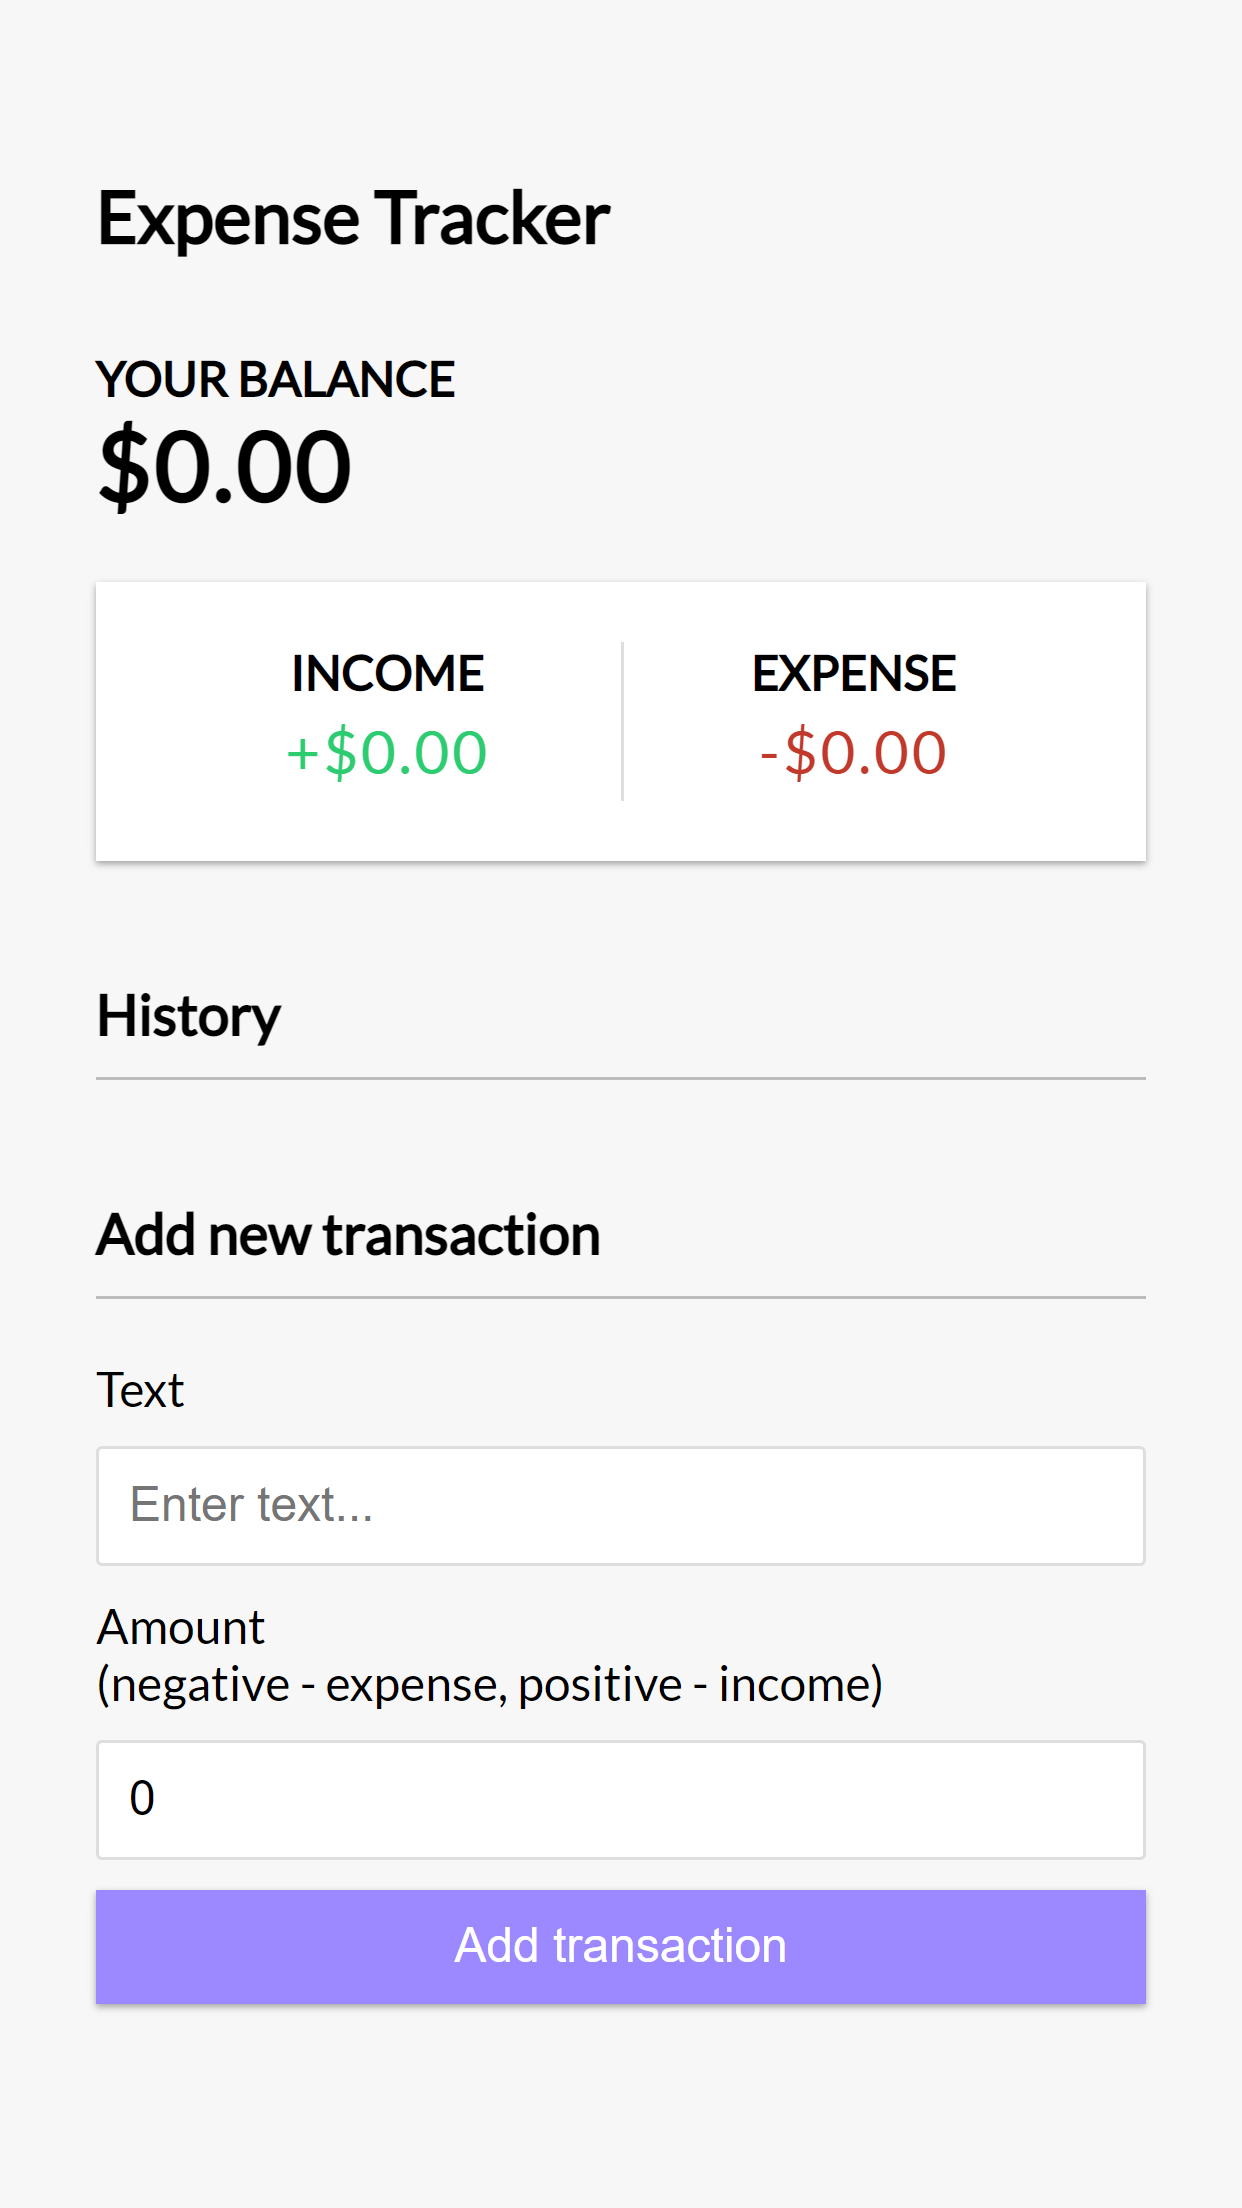 Expense Tracker
YOUR BALANCE
$0.00
INCOME
+$0.00
EXPENSE
-$0.00
History
Add new transaction
Text
Enter text...
Amount
(negative - expense, positive - income)
0
Add transaction